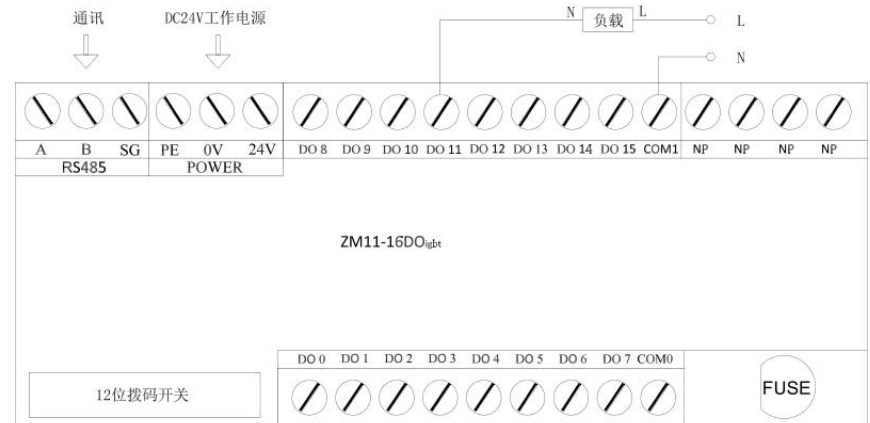 通讯 DC24V工作电源 N 负载 L L
N
A B SG PE 0V 24V DO 8 DO 9 DO 10 DO 11 DO 12 DO 13 DO 14 DO 15 COM1 NP NP NP NP
RS485 POWER
ZM11-16DOight
DO 0 DO 1 DO 2 DO 3 DO 4 DO 5 DO 6 DO 7 COM0
12位拨码开关 FUSE